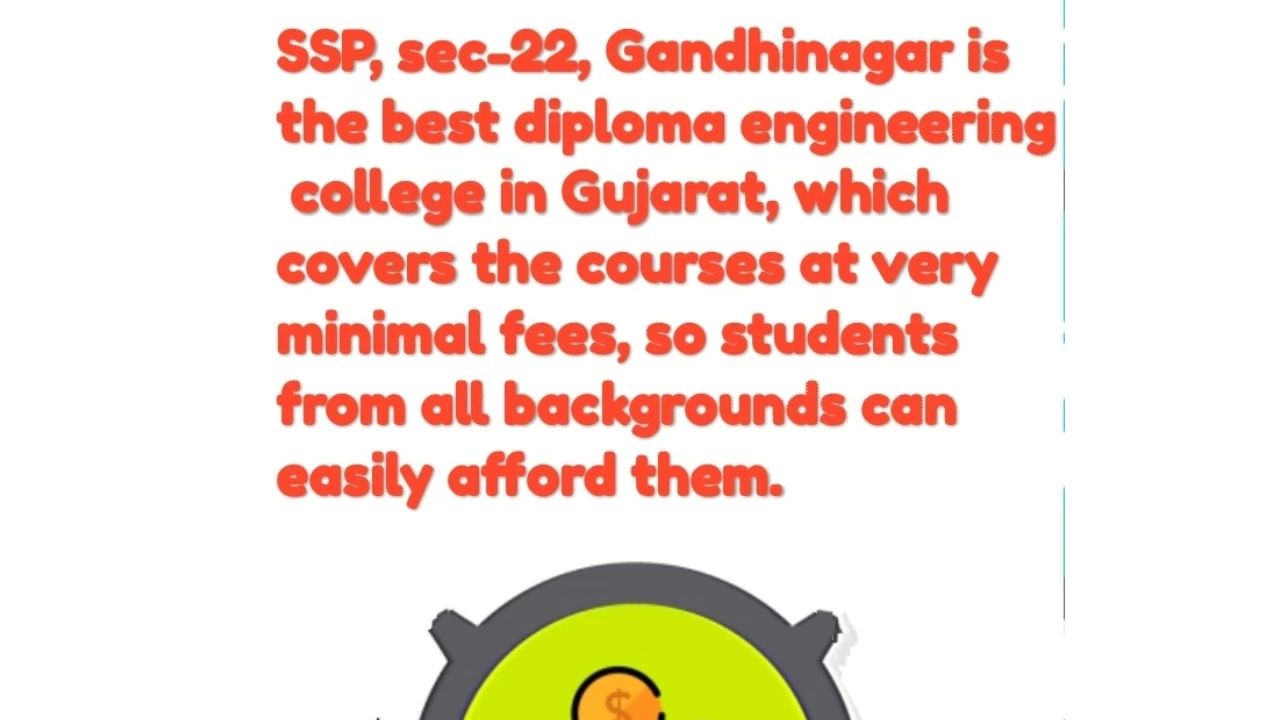 SSP, sec-22, Gandhinagar is
the best diploma engineering
college in Gujarat, which
covers the courses at very
minimal fees, so students
from all backgrounds can
easily afford them.
$